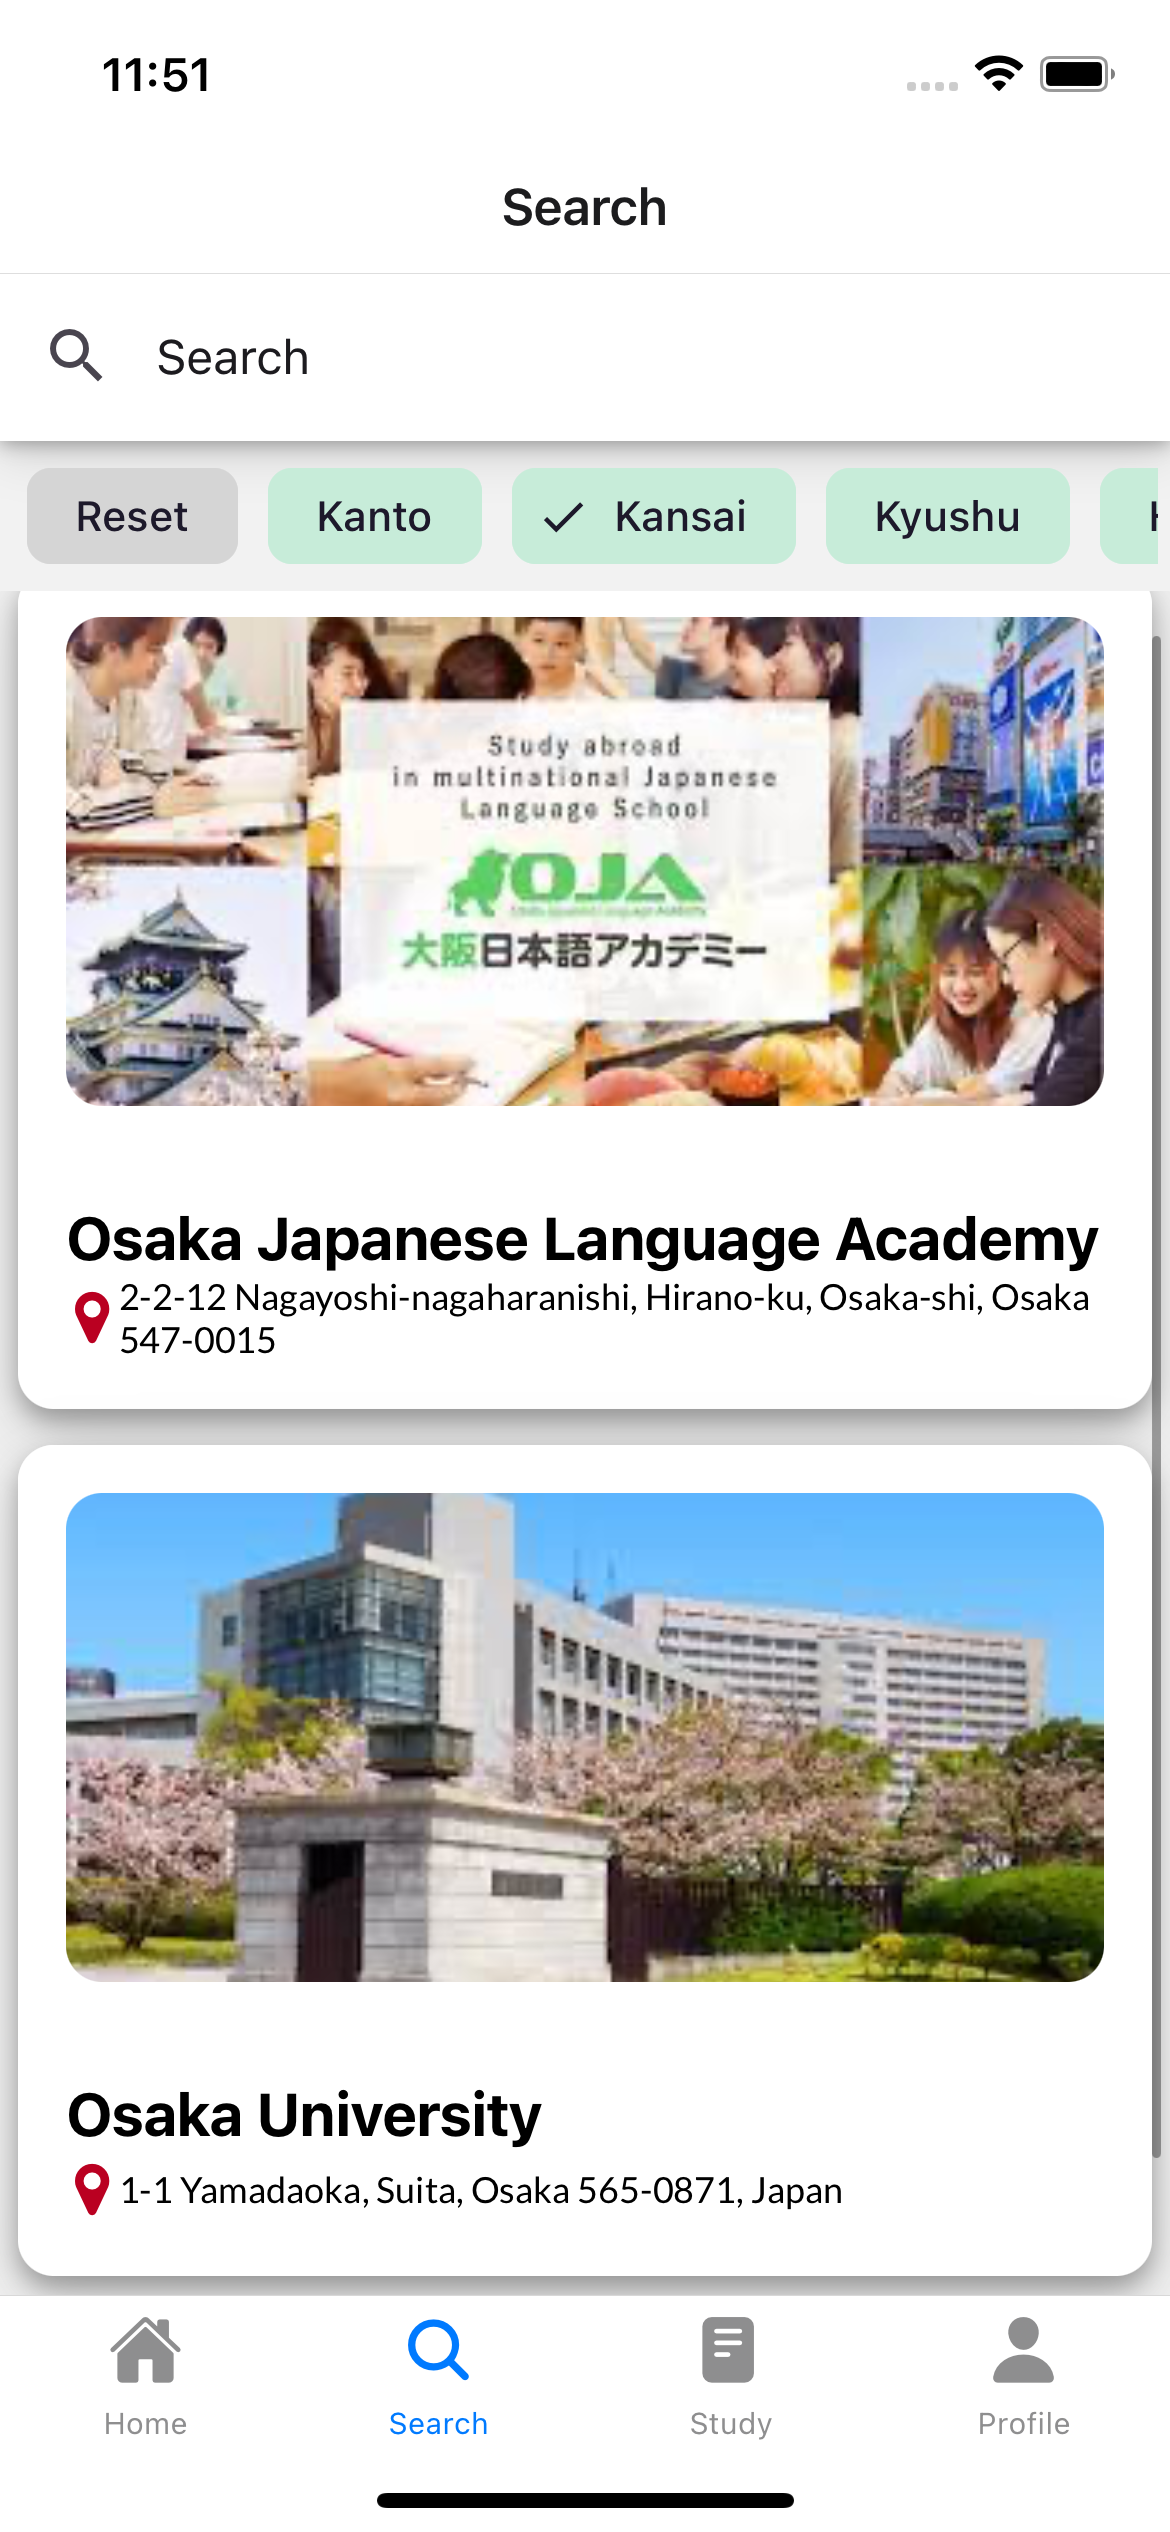 11:51
Search
Search
Reset
Kanto
Kansai
Kyushu
Study abroad
in multinational Japanese
Language School
OJA
大阪日本語アカデミー
Osaka Japanese Language Academy
2-2-12 Nagayoshi-nagaharanishi, Hirano-ku, Osaka-shi, Osaka
547-0015
Osaka University
1-1 Yamadaoka, Suita, Osaka 565-0871, Japan
Home
Search
Study
Profile